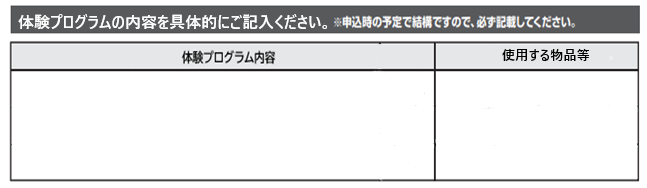 体験プログラムの内容を具体的にご記入ください。※申込時の予定で結構ですので、必ず記載してください。
体験プログラム内容 使用する物品等